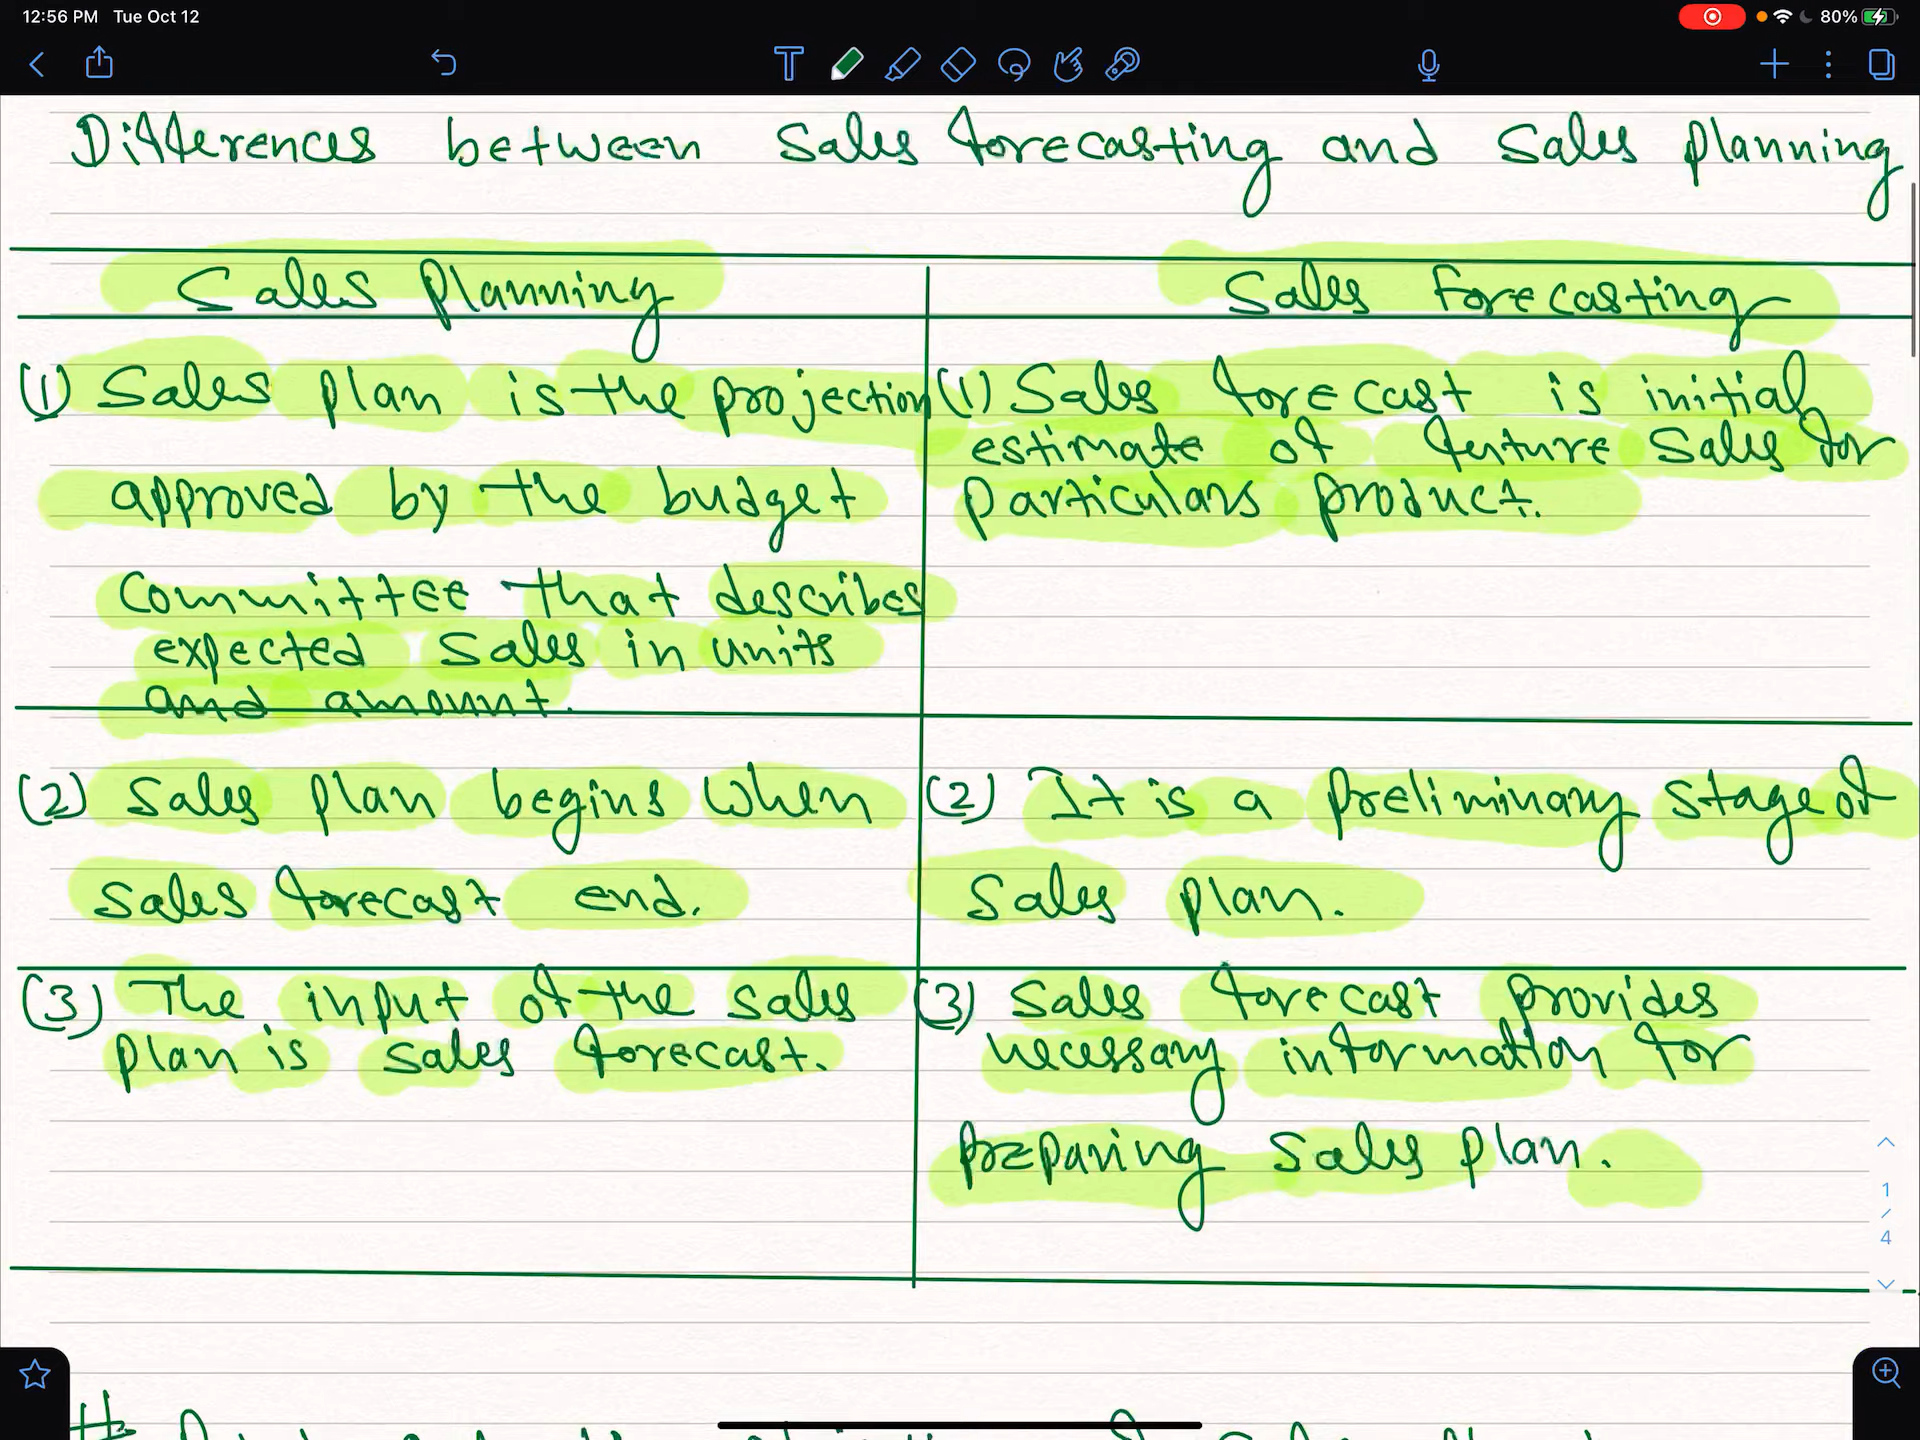 12:56 PM Tue Oct 12
80%
Differences between Sales forecasting and Sales planning
Sales Planning
Sales Forecasting
(1) Sales plan is the projection
approved by the budget
Committee that describes
expected Sales in units
and amount.
(1) Sales forecast is initial
estimate of future Sales for
particulars product.
(2) Sales plan begins when
sales forecast end.
(2) It is a preliminary stage of
Sales plan.
(3) The input of the sales
plan is sales forecast.
(3) Sales forecast provides
necessary information for
preparing Sales plan.
1
/
4